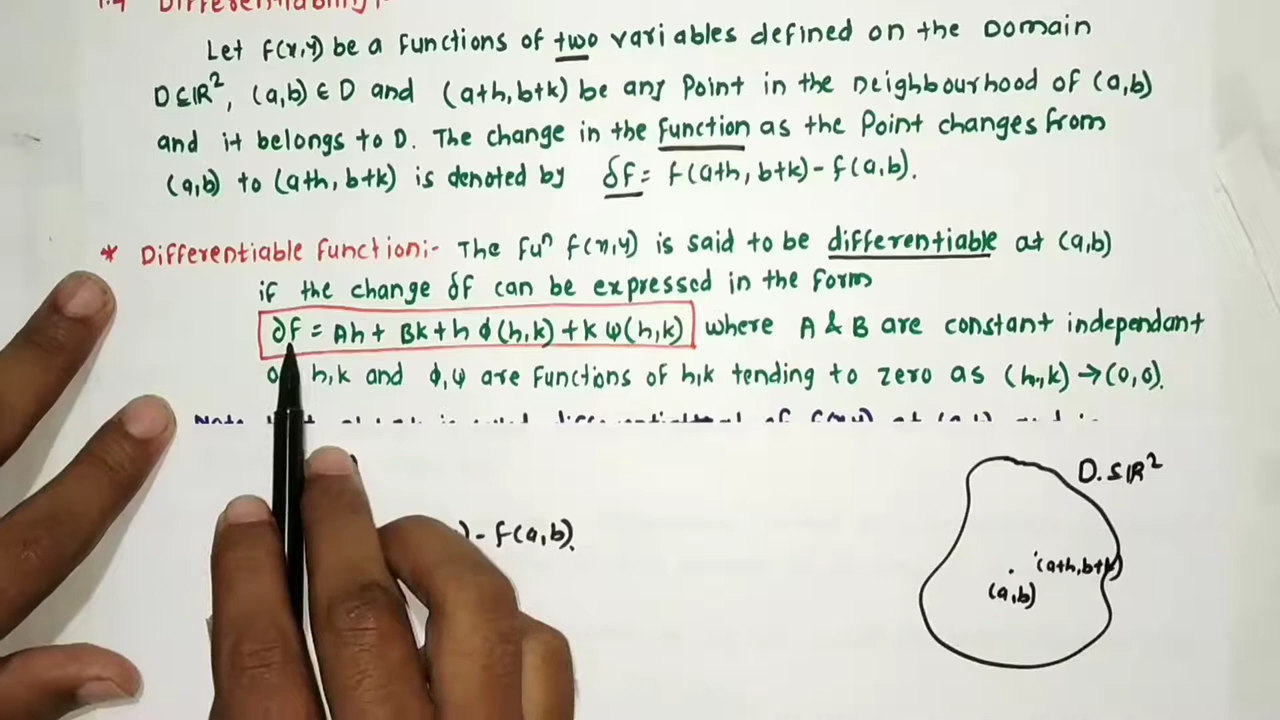 1.4 Differentiability:-
Let f(x,y) be a functions of two variables defined on the Domain
D⊆ℝ², (a,b) ∈ D and (a+h, b+k) be any Point in the neighbourhood of (a,b)
and it belongs to D. The change in the function as the Point changes from
(a,b) to (a+h, b+k) is denoted by δf = f(a+h, b+k) - f(a,b).
* Differentiable function:- The Fuⁿ f(x,y) is said to be differentiable at (a,b)
if the change δf can be expressed in the form
δf = Ah + Bk + h ϕ(h,k) + k ψ(h,k) where A & B are constant independant
h,k and ϕ,ψ are functions of h,k tending to zero as (h,k) → (0,0).
) - f(a,b).
D ⊆ ℝ²
(a+h, b+k)
(a,b)